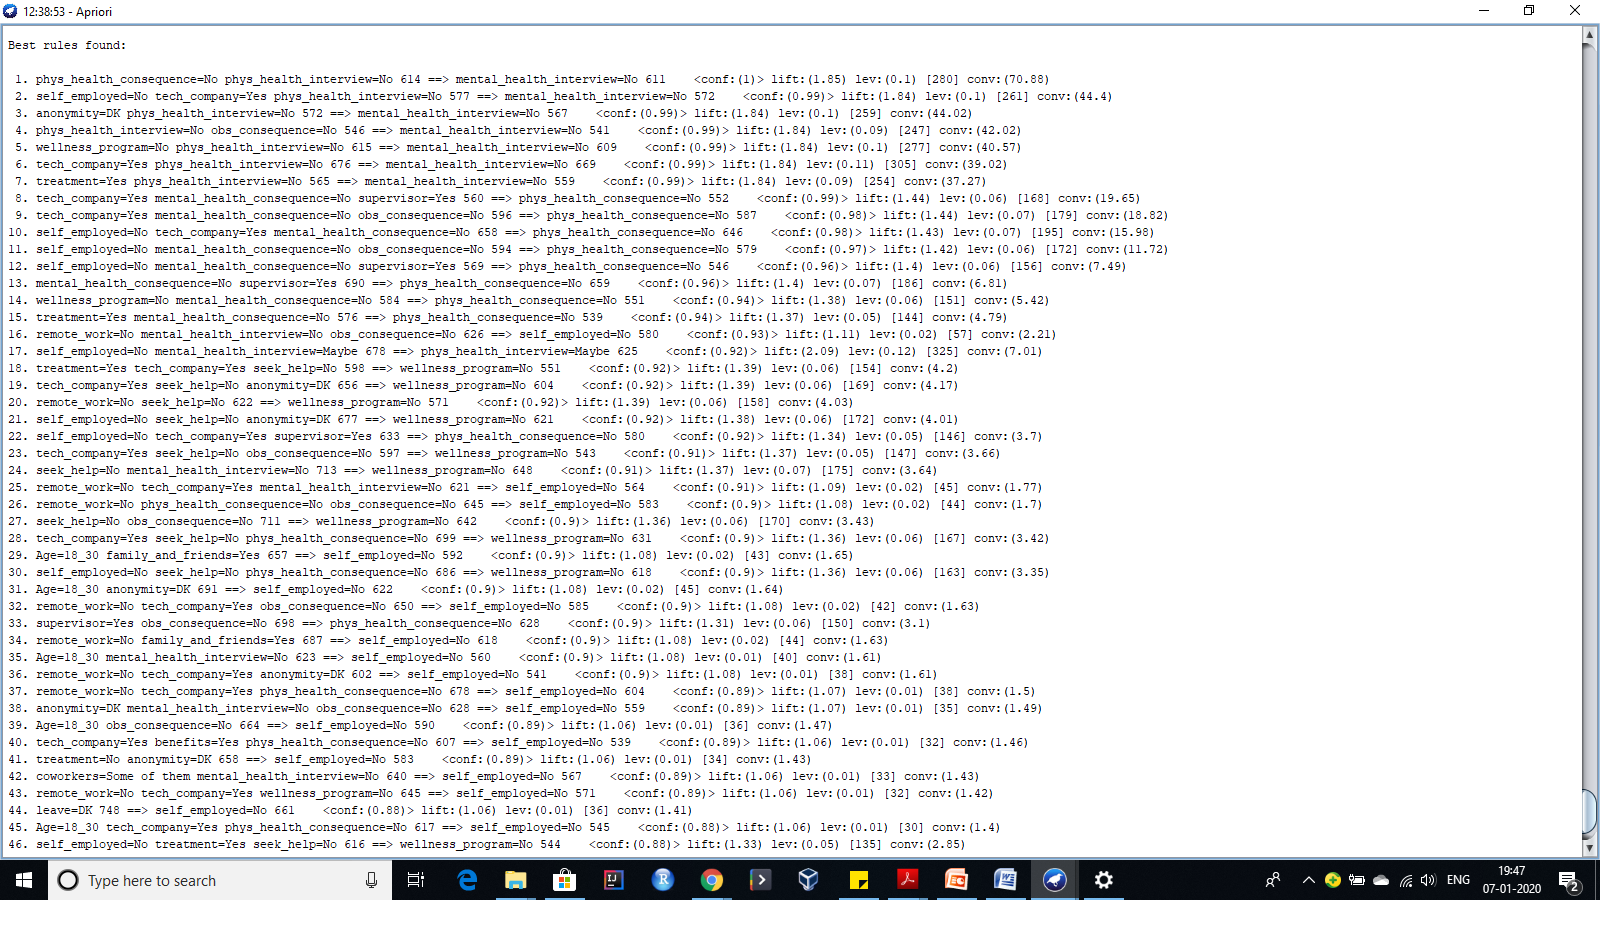 12:38:53 - Apriori
Best rules found:
1. phys_health_consequence=No phys_health_interview=No 614 ==> mental_health_interview=No 611    <conf:(1)> lift:(1.85) lev:(0.1) [280] conv:(70.88)
2. self_employed=No tech_company=Yes phys_health_interview=No 577 ==> mental_health_interview=No 572    <conf:(0.99)> lift:(1.84) lev:(0.1) [261] conv:(44.4)
3. anonymity=DK phys_health_interview=No 572 ==> mental_health_interview=No 567    <conf:(0.99)> lift:(1.84) lev:(0.1) [259] conv:(44.02)
4. phys_health_interview=No obs_consequence=No 546 ==> mental_health_interview=No 541    <conf:(0.99)> lift:(1.84) lev:(0.09) [247] conv:(42.02)
5. wellness_program=No phys_health_interview=No 615 ==> mental_health_interview=No 609    <conf:(0.99)> lift:(1.84) lev:(0.1) [277] conv:(40.57)
6. tech_company=Yes phys_health_interview=No 676 ==> mental_health_interview=No 669    <conf:(0.99)> lift:(1.84) lev:(0.11) [305] conv:(39.02)
7. treatment=Yes phys_health_interview=No 565 ==> mental_health_interview=No 559    <conf:(0.99)> lift:(1.84) lev:(0.09) [254] conv:(37.27)
8. tech_company=Yes mental_health_consequence=No supervisor=Yes 560 ==> phys_health_consequence=No 552    <conf:(0.99)> lift:(1.44) lev:(0.06) [168] conv:(19.65)
9. tech_company=Yes mental_health_consequence=No obs_consequence=No 596 ==> phys_health_consequence=No 587    <conf:(0.98)> lift:(1.44) lev:(0.07) [179] conv:(18.82)
10. self_employed=No tech_company=Yes mental_health_consequence=No 658 ==> phys_health_consequence=No 646    <conf:(0.98)> lift:(1.43) lev:(0.07) [195] conv:(15.98)
11. self_employed=No mental_health_consequence=No obs_consequence=No 594 ==> phys_health_consequence=No 579    <conf:(0.97)> lift:(1.42) lev:(0.06) [172] conv:(11.72)
12. self_employed=No mental_health_consequence=No supervisor=Yes 569 ==> phys_health_consequence=No 546    <conf:(0.96)> lift:(1.4) lev:(0.06) [156] conv:(7.49)
13. mental_health_consequence=No supervisor=Yes 690 ==> phys_health_consequence=No 659    <conf:(0.96)> lift:(1.4) lev:(0.07) [186] conv:(6.81)
14. wellness_program=No mental_health_consequence=No 584 ==> phys_health_consequence=No 551    <conf:(0.94)> lift:(1.38) lev:(0.06) [151] conv:(5.42)
15. treatment=Yes mental_health_consequence=No 576 ==> phys_health_consequence=No 539    <conf:(0.94)> lift:(1.37) lev:(0.05) [144] conv:(4.79)
16. remote_work=No mental_health_interview=No obs_consequence=No 626 ==> self_employed=No 580    <conf:(0.93)> lift:(1.11) lev:(0.02) [57] conv:(2.21)
17. self_employed=No mental_health_interview=Maybe 678 ==> phys_health_interview=Maybe 625    <conf:(0.92)> lift:(2.09) lev:(0.12) [325] conv:(7.01)
18. treatment=Yes tech_company=Yes seek_help=No 598 ==> wellness_program=No 551    <conf:(0.92)> lift:(1.39) lev:(0.06) [154] conv:(4.2)
19. tech_company=Yes seek_help=No anonymity=DK 656 ==> wellness_program=No 604    <conf:(0.92)> lift:(1.39) lev:(0.06) [169] conv:(4.17)
20. remote_work=No seek_help=No 622 ==> wellness_program=No 571    <conf:(0.92)> lift:(1.39) lev:(0.06) [158] conv:(4.03)
21. self_employed=No seek_help=No anonymity=DK 677 ==> wellness_program=No 621    <conf:(0.92)> lift:(1.38) lev:(0.06) [172] conv:(4.01)
22. self_employed=No tech_company=Yes supervisor=Yes 633 ==> phys_health_consequence=No 580    <conf:(0.92)> lift:(1.34) lev:(0.05) [146] conv:(3.7)
23. tech_company=Yes seek_help=No obs_consequence=No 597 ==> wellness_program=No 543    <conf:(0.91)> lift:(1.37) lev:(0.05) [147] conv:(3.66)
24. seek_help=No mental_health_interview=No 713 ==> wellness_program=No 648    <conf:(0.91)> lift:(1.37) lev:(0.07) [175] conv:(3.64)
25. remote_work=No tech_company=Yes mental_health_interview=No 621 ==> self_employed=No 564    <conf:(0.91)> lift:(1.09) lev:(0.02) [45] conv:(1.77)
26. remote_work=No phys_health_consequence=No obs_consequence=No 645 ==> self_employed=No 583    <conf:(0.9)> lift:(1.08) lev:(0.02) [44] conv:(1.7)
27. seek_help=No obs_consequence=No 711 ==> wellness_program=No 642    <conf:(0.9)> lift:(1.36) lev:(0.06) [170] conv:(3.43)
28. tech_company=Yes seek_help=No phys_health_consequence=No 699 ==> wellness_program=No 631    <conf:(0.9)> lift:(1.36) lev:(0.06) [167] conv:(3.42)
29. Age=18_30 family_and_friends=Yes 657 ==> self_employed=No 592    <conf:(0.9)> lift:(1.08) lev:(0.02) [43] conv:(1.65)
30. self_employed=No seek_help=No phys_health_consequence=No 686 ==> wellness_program=No 618    <conf:(0.9)> lift:(1.36) lev:(0.06) [163] conv:(3.35)
31. Age=18_30 anonymity=DK 691 ==> self_employed=No 622    <conf:(0.9)> lift:(1.08) lev:(0.02) [45] conv:(1.64)
32. remote_work=No tech_company=Yes obs_consequence=No 650 ==> self_employed=No 585    <conf:(0.9)> lift:(1.08) lev:(0.02) [42] conv:(1.63)
33. supervisor=Yes obs_consequence=No 698 ==> phys_health_consequence=No 628    <conf:(0.9)> lift:(1.31) lev:(0.06) [150] conv:(3.1)
34. remote_work=No family_and_friends=Yes 687 ==> self_employed=No 618    <conf:(0.9)> lift:(1.08) lev:(0.02) [44] conv:(1.63)
35. Age=18_30 mental_health_interview=No 623 ==> self_employed=No 560    <conf:(0.9)> lift:(1.08) lev:(0.01) [40] conv:(1.61)
36. remote_work=No tech_company=Yes anonymity=DK 602 ==> self_employed=No 541    <conf:(0.9)> lift:(1.08) lev:(0.01) [38] conv:(1.61)
37. remote_work=No tech_company=Yes phys_health_consequence=No 678 ==> self_employed=No 604    <conf:(0.89)> lift:(1.07) lev:(0.01) [38] conv:(1.5)
38. anonymity=DK mental_health_interview=No obs_consequence=No 628 ==> self_employed=No 559    <conf:(0.89)> lift:(1.07) lev:(0.01) [35] conv:(1.49)
39. Age=18_30 obs_consequence=No 664 ==> self_employed=No 590    <conf:(0.89)> lift:(1.06) lev:(0.01) [36] conv:(1.47)
40. tech_company=Yes benefits=Yes phys_health_consequence=No 607 ==> self_employed=No 539    <conf:(0.89)> lift:(1.06) lev:(0.01) [32] conv:(1.46)
41. treatment=No anonymity=DK 658 ==> self_employed=No 583    <conf:(0.89)> lift:(1.06) lev:(0.01) [34] conv:(1.43)
42. coworkers=Some of them mental_health_interview=No 640 ==> self_employed=No 567    <conf:(0.89)> lift:(1.06) lev:(0.01) [33] conv:(1.43)
43. remote_work=No tech_company=Yes wellness_program=No 645 ==> self_employed=No 571    <conf:(0.89)> lift:(1.06) lev:(0.01) [32] conv:(1.42)
44. leave=DK 748 ==> self_employed=No 661    <conf:(0.88)> lift:(1.06) lev:(0.01) [36] conv:(1.41)
45. Age=18_30 tech_company=Yes phys_health_consequence=No 617 ==> self_employed=No 545    <conf:(0.88)> lift:(1.06) lev:(0.01) [30] conv:(1.4)
46. self_employed=No treatment=Yes seek_help=No 616 ==> wellness_program=No 544    <conf:(0.88)> lift:(1.33) lev:(0.05) [135] conv:(2.85)
Type here to search
ENG
19:47
07-01-2020
2